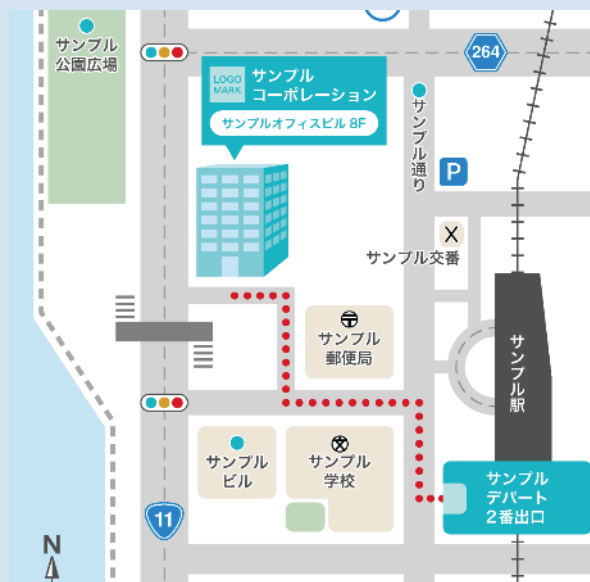 サンプル
公園広場
264
LOGO
MARK
サンプル
コーポレーション
サンプルオフィスビル 8F
サンプル通り
P
サンプル交番
サンプル
郵便局
サンプル駅
サンプル
ビル
サンプル
学校
サンプル
デパート
2番出口
11
N